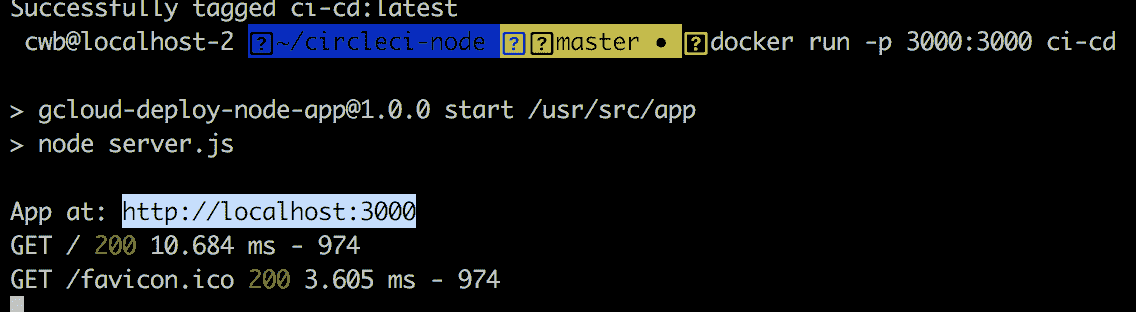 Successfully tagged ci-cd:latest
cwb@localhost-2 ?~/circleci-node ??master • ?docker run -p 3000:3000 ci-cd
> gcloud-deploy-node-app@1.0.0 start /usr/src/app
> node server.js
App at: http://localhost:3000
GET / 200 10.684 ms - 974
GET /favicon.ico 200 3.605 ms - 974